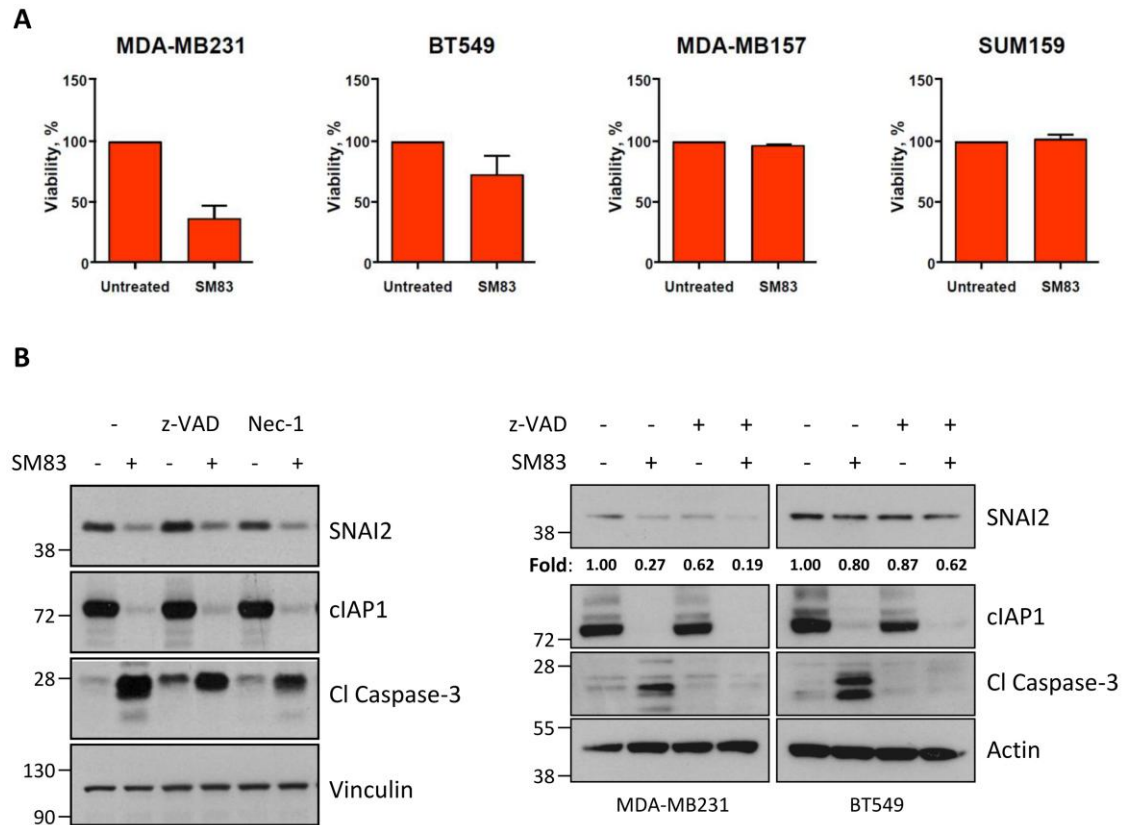 A
MDA-MB231 BT549 MDA-MB157 SUM159
Viability, % Viability, % Viability, % Viability, %
150 150 150 150
100 100 100 100
50 50 50 50
0 0 0 0
Untreated SM83 Untreated SM83 Untreated SM83 Untreated SM83
B
- z-VAD Nec-1
SM83 - + - + - +
SNAI2
38
cIAP1
72
28
Cl Caspase-3
130
Vinculin
90
z-VAD - - + + - - + +
SM83 - + - + - + - +
SNAI2
38
Fold: 1.00 0.27 0.62 0.19 1.00 0.80 0.87 0.62
cIAP1
72
28
Cl Caspase-3
55
Actin
38
MDA-MB231 BT549